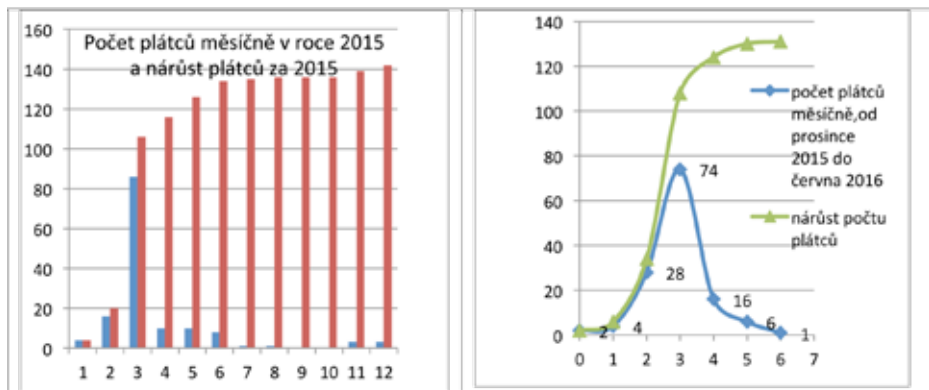 Počet plátců měsíčně v roce 2015
a nárůst plátců za 2015
160
140
120
100
80
60
40
20
0
1 2 3 4 5 6 7 8 9 10 11 12
140
120
100
80
60
40
20
0
0 1 2 3 4 5 6 7
2
4
28
74
16
6
1
počet plátců
měsíčně,od
prosince
2015 do
června 2016
nárůst počtu
plátců